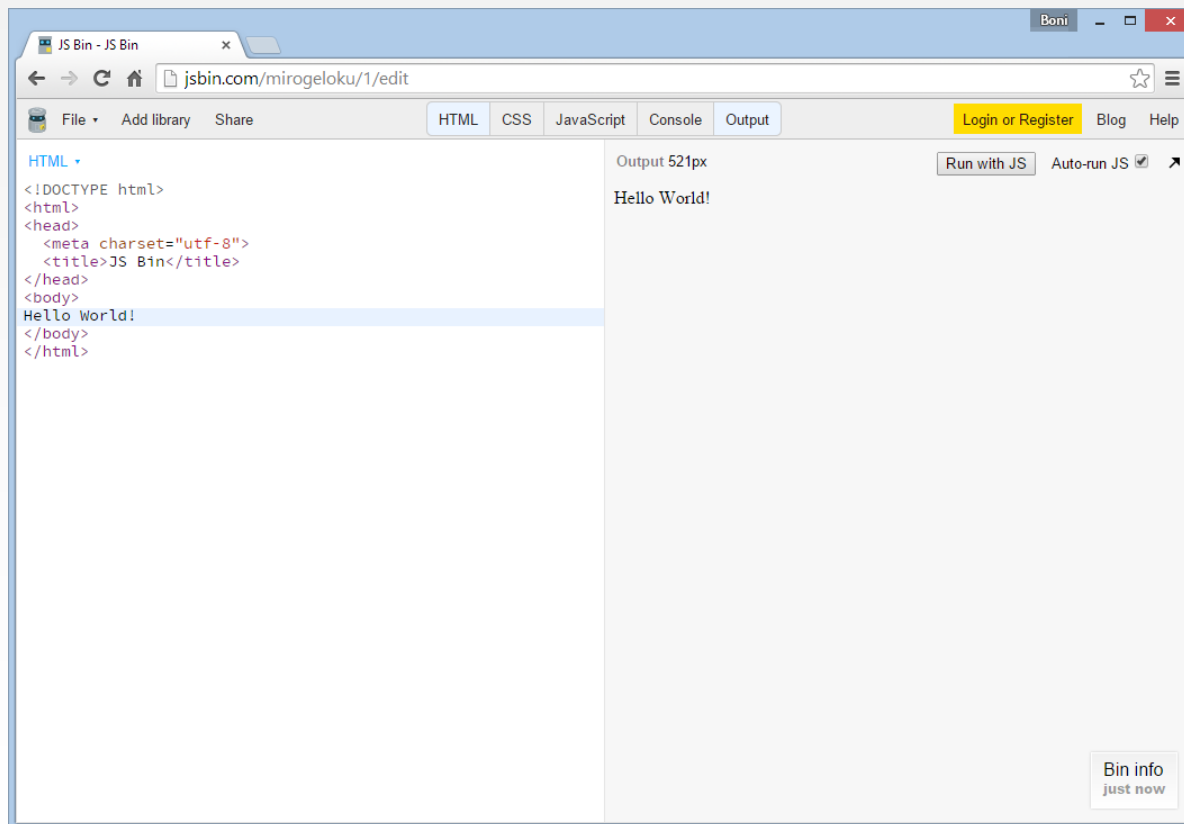 Boni
JS Bin - JS Bin
jsbin.com/mirogeloku/1/edit
File Add library Share HTML CSS JavaScript Console Output Login or Register Blog Help
HTML
<!DOCTYPE html>
<html>
<head>
  <meta charset="utf-8">
  <title>JS Bin</title>
</head>
<body>
Hello World!
</body>
</html>
Output 521px Run with JS Auto-run JS
Hello World!
Bin info
just now